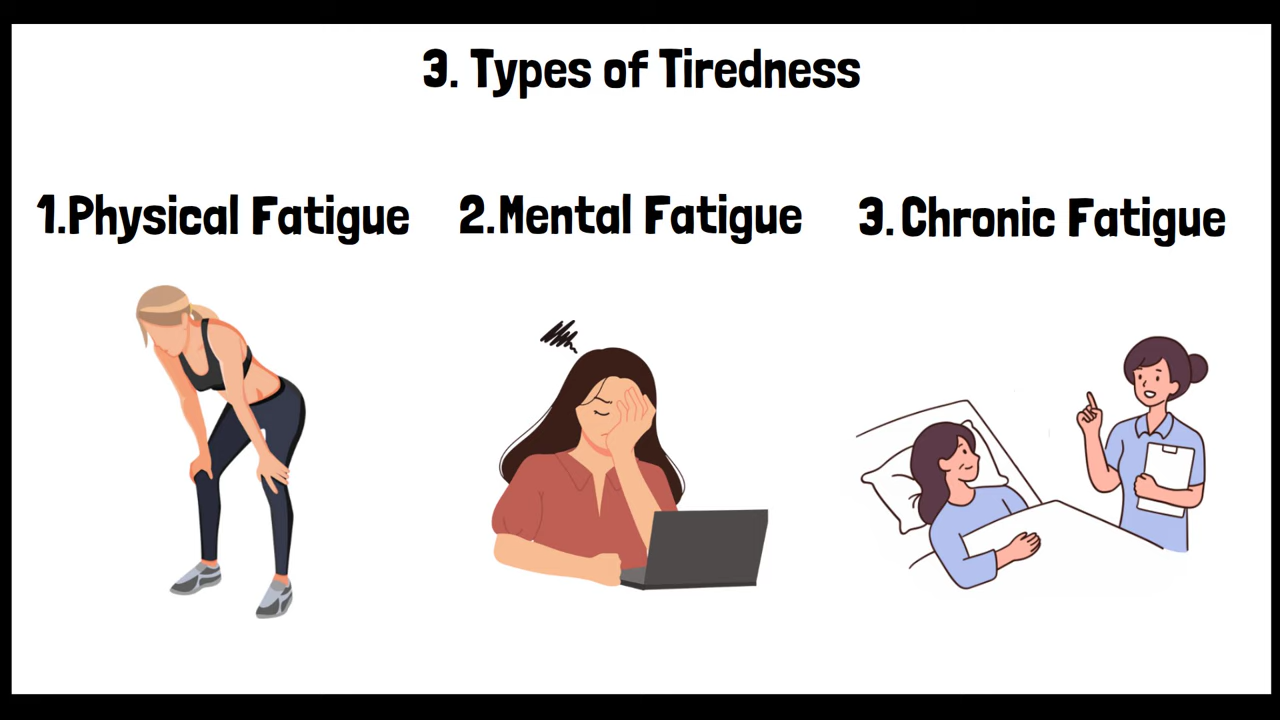 3. Types of Tiredness
1.Physical Fatigue
2.Mental Fatigue
3. Chronic Fatigue